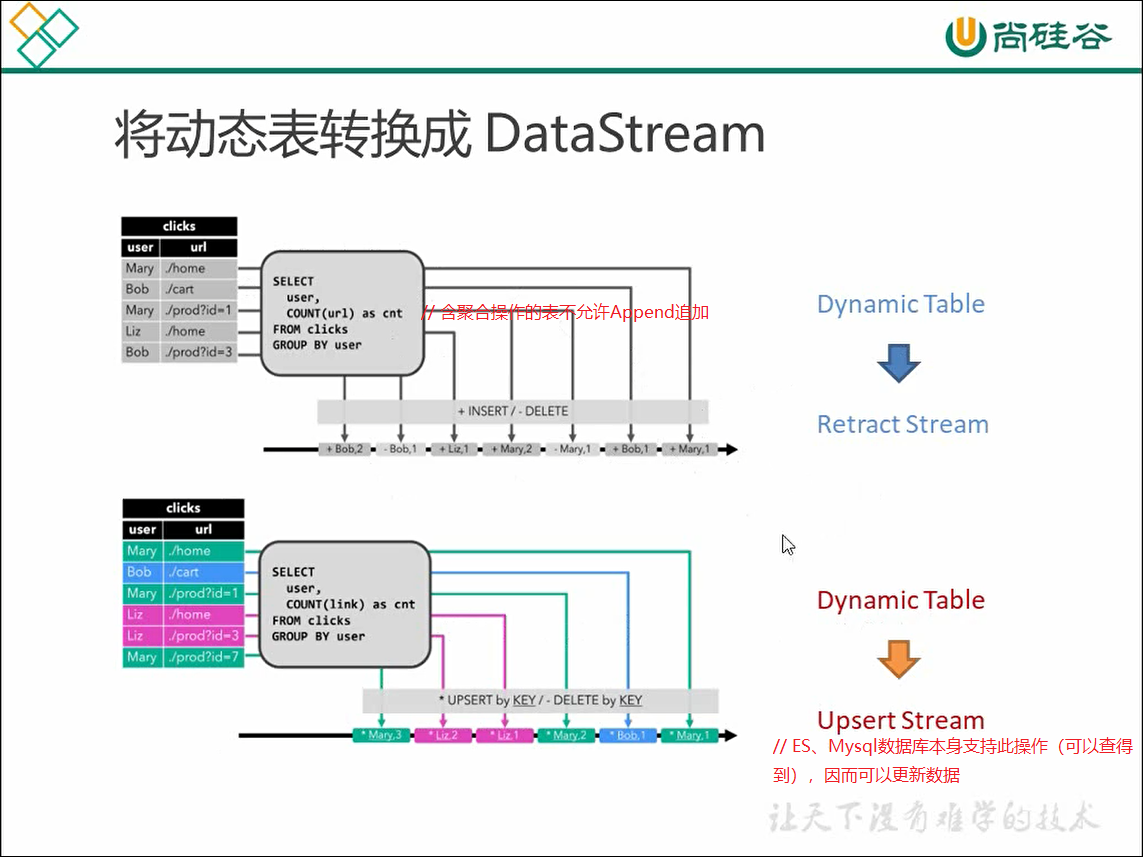 尚硅谷
将动态表转换成 DataStream
clicks
user url
Mary ./home
Bob ./cart
Mary ./prod?id=1
Liz ./home
Bob ./prod?id=3
SELECT
user,
COUNT(url) as cnt
FROM clicks
GROUP BY user
// 含聚合操作的表不允许Append追加
+ INSERT / - DELETE
+ Bob,2 - Bob,1 + Liz,1 + Mary,2 - Mary,1 + Bob,1 + Mary,1
Dynamic Table
Retract Stream
clicks
user url
Mary ./home
Bob ./cart
Mary ./prod?id=1
Liz ./home
Liz ./prod?id=3
Mary ./prod?id=7
SELECT
user,
COUNT(link) as cnt
FROM clicks
GROUP BY user
* UPSERT by KEY / - DELETE by KEY
* Mary,3 * Liz,2 * Liz,1 * Mary,2 * Bob,1 * Mary,1
Dynamic Table
Upsert Stream
// ES、Mysql数据库本身支持此操作（可以查得
到），因而可以更新数据
让天下没有难学的技术